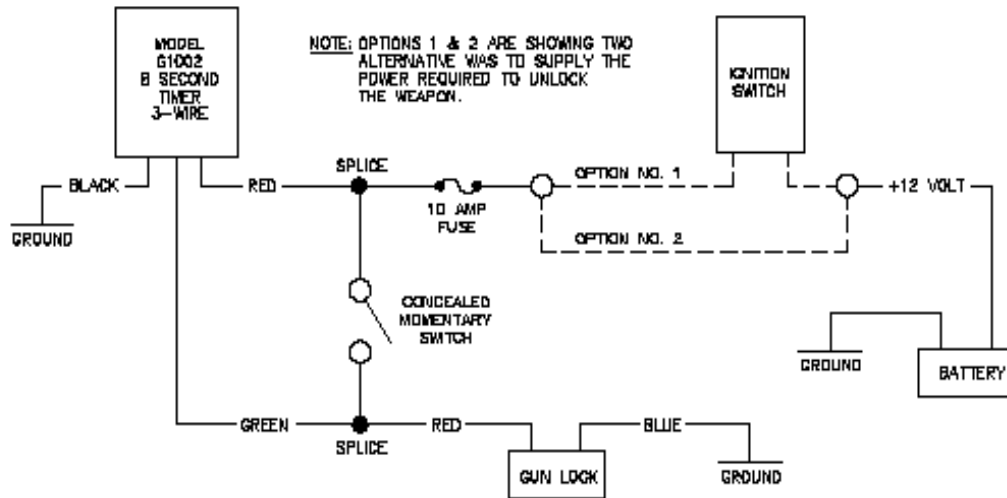 MODEL
G1002
8 SECOND
TIMER
3-WIRE
NOTE: OPTIONS 1 & 2 ARE SHOWING TWO
ALTERNATIVE WAS TO SUPPLY THE
POWER REQUIRED TO UNLOCK
THE WEAPON.
IGNITION
SWITCH
BLACK
RED
SPLICE
OPTION NO. 1
+12 VOLT
10 AMP
FUSE
GROUND
OPTION NO. 2
CONCEALED
MOMENTARY
SWITCH
GROUND
BATTERY
GREEN
SPLICE
RED
BLUE
GUN LOCK
GROUND